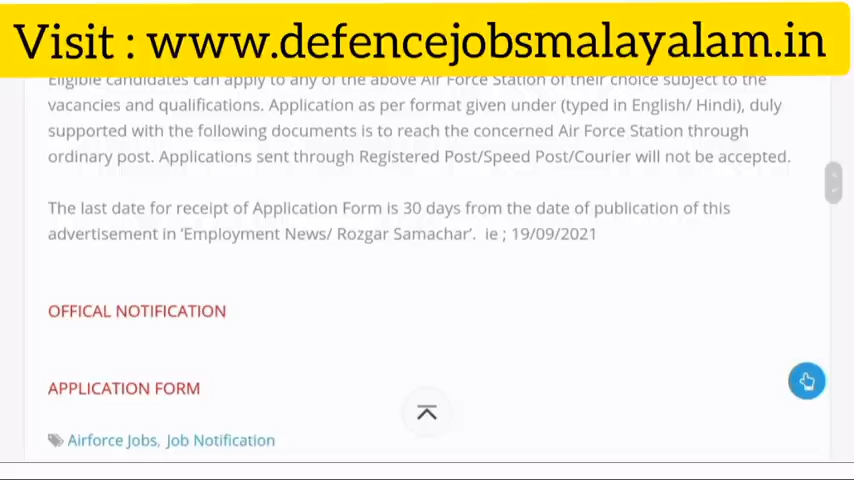 Visit : www.defencejobsmalayalam.in
Eligible candidates can apply to any of the above Air Force Station of their choice subject to the
vacancies and qualifications. Application as per format given under (typed in English/ Hindi), duly
supported with the following documents is to reach the concerned Air Force Station through
ordinary post. Applications sent through Registered Post/Speed Post/Courier will not be accepted.
The last date for receipt of Application Form is 30 days from the date of publication of this
advertisement in ‘Employment News/ Rozgar Samachar’. ie ; 19/09/2021
OFFICAL NOTIFICATION
APPLICATION FORM
Airforce Jobs, Job Notification